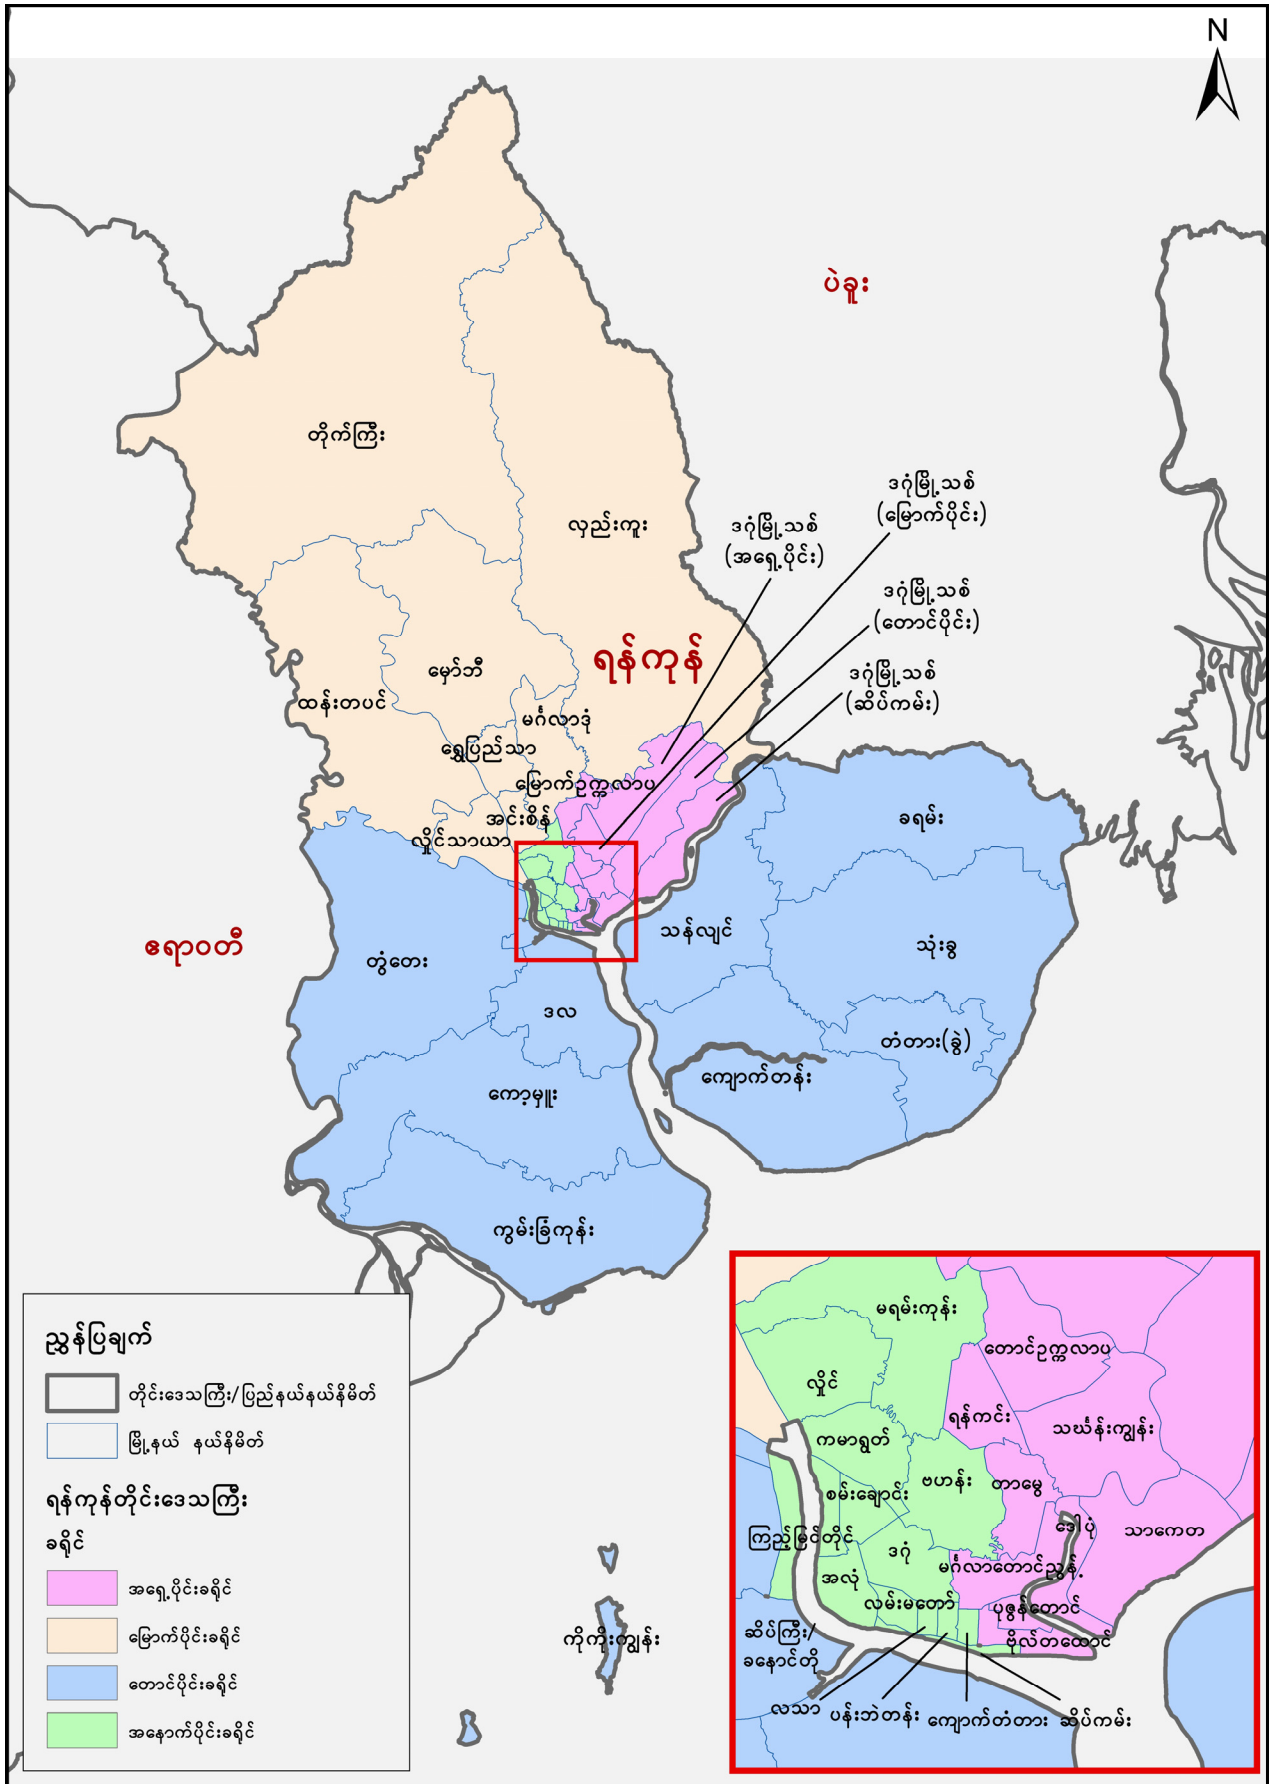 N
ပဲခူး
တိုက်ကြီး
ဒဂုံမြို့သစ်
(မြောက်ပိုင်း)
လှည်းကူး
ဒဂုံမြို့သစ်
(အရှေ့ပိုင်း)
ဒဂုံမြို့သစ်
(တောင်ပိုင်း)
ရန်ကုန်
မှော်ဘီ
ဒဂုံမြို့သစ်
(ဆိပ်ကမ်း)
ထန်းတပင်
မင်္ဂလာဒုံ
ရွှေပြည်သာ
မြောက်ဥက္ကလာပ
အင်းစိန်
ခရမ်း
လှိုင်သာယာ
သန်လျင်
ဧရာဝတီ
သုံးခွ
တွံတေး
ဒလ
တံတား(ခွဲ)
ကျောက်တန်း
ကော့မှူး
ကွမ်းခြံကုန်း
ကိုကိုးကျွန်း
ညွှန်ပြချက်
တိုင်းဒေသကြီး/ပြည်နယ်နယ်နိမိတ်
မြို့နယ် နယ်နိမိတ်
ရန်ကုန်တိုင်းဒေသကြီး
ခရိုင်
အရှေ့ပိုင်းခရိုင်
မြောက်ပိုင်းခရိုင်
တောင်ပိုင်းခရိုင်
အနောက်ပိုင်းခရိုင်
မရမ်းကုန်း
တောင်ဥက္ကလာပ
လှိုင်
ရန်ကင်း
သင်္ဃန်းကျွန်း
ကမာရွတ်
ဗဟန်း
တာမွေ
စမ်းချောင်း
ဒေါပုံ
သာကေတ
ကြည့်မြင်တိုင်
ဒဂုံ
မင်္ဂလာတောင်ညွန့်
အလုံ
လမ်းမတော်
ပုဇွန်တောင်
ဆိပ်ကြီး/
ခနောင်တို
ဗိုလ်တထောင်
လသာ
ပန်းဘဲတန်း
ကျောက်တံတား
ဆိပ်ကမ်း